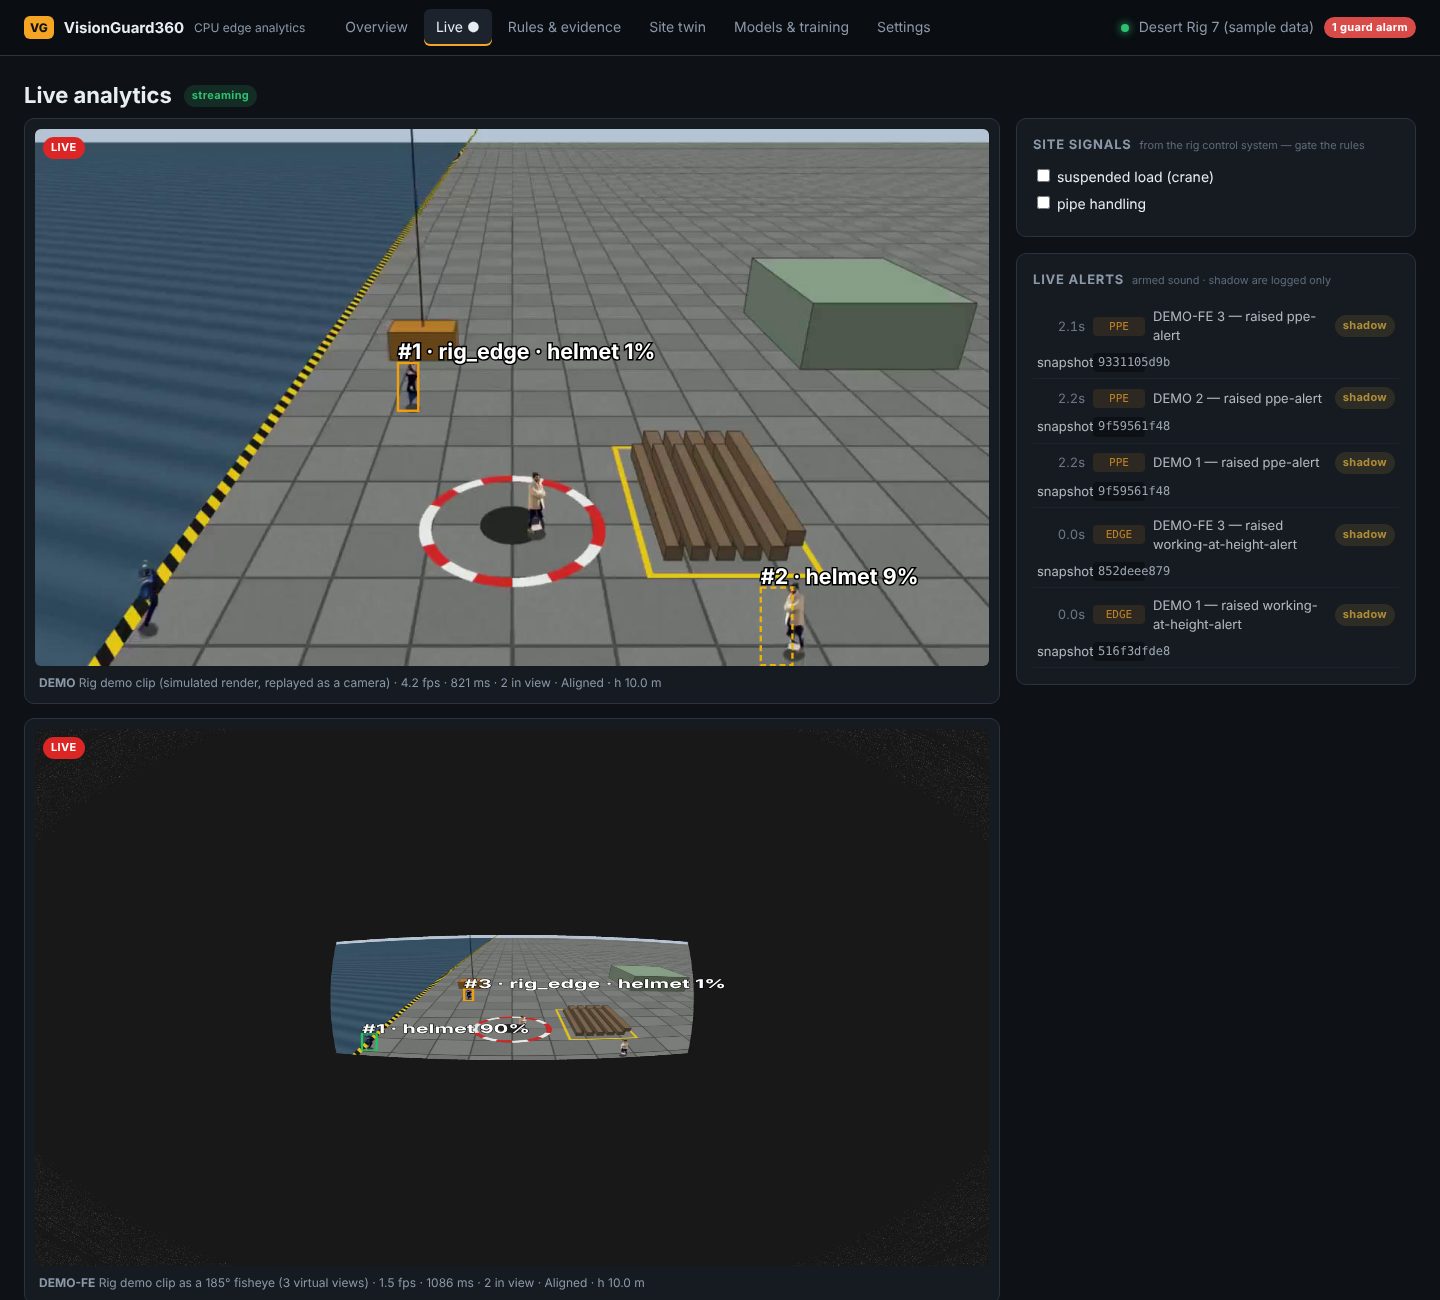 VG VisionGuard360 CPU edge analytics Overview Live Rules & evidence Site twin Models & training Settings Desert Rig 7 (sample data) 1 guard alarm
Live analytics streaming
LIVE
#1 · rig_edge · helmet 1%
#2 · helmet 9%
DEMO Rig demo clip (simulated render, replayed as a camera) · 4.2 fps · 821 ms · 2 in view · Aligned · h 10.0 m
LIVE
#3 · rig_edge · helmet 1%
#1 · helmet 90%
DEMO-FE Rig demo clip as a 185° fisheye (3 virtual views) · 1.5 fps · 1086 ms · 2 in view · Aligned · h 10.0 m
SITE SIGNALS from the rig control system — gate the rules
suspended load (crane)
pipe handling
LIVE ALERTS armed sound · shadow are logged only
2.1s PPE DEMO-FE 3 — raised ppe-
alert shadow
snapshot 9331105d9b
2.2s PPE DEMO 2 — raised ppe-alert shadow
snapshot 9f59561f48
2.2s PPE DEMO 1 — raised ppe-alert shadow
snapshot 9f59561f48
0.0s EDGE DEMO-FE 3 — raised
working-at-height-alert shadow
snapshot 852deee879
0.0s EDGE DEMO 1 — raised working-
at-height-alert shadow
snapshot 516f3dfde8